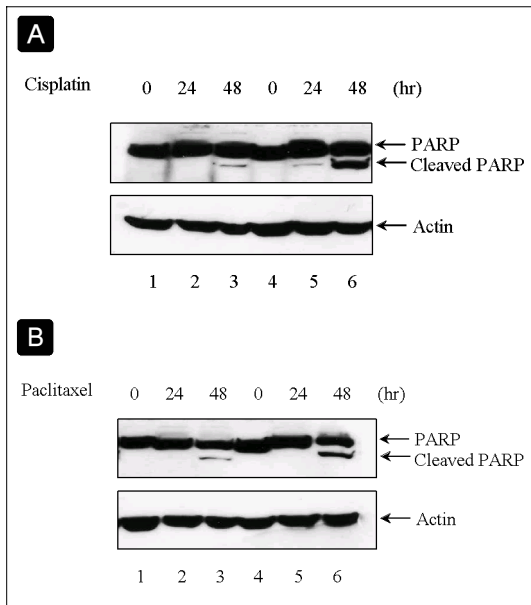 A
Cisplatin 0 24 48 0 24 48 (hr)
PARP
Cleaved PARP
Actin
1 2 3 4 5 6
B
Paclitaxel 0 24 48 0 24 48 (hr)
PARP
Cleaved PARP
Actin
1 2 3 4 5 6